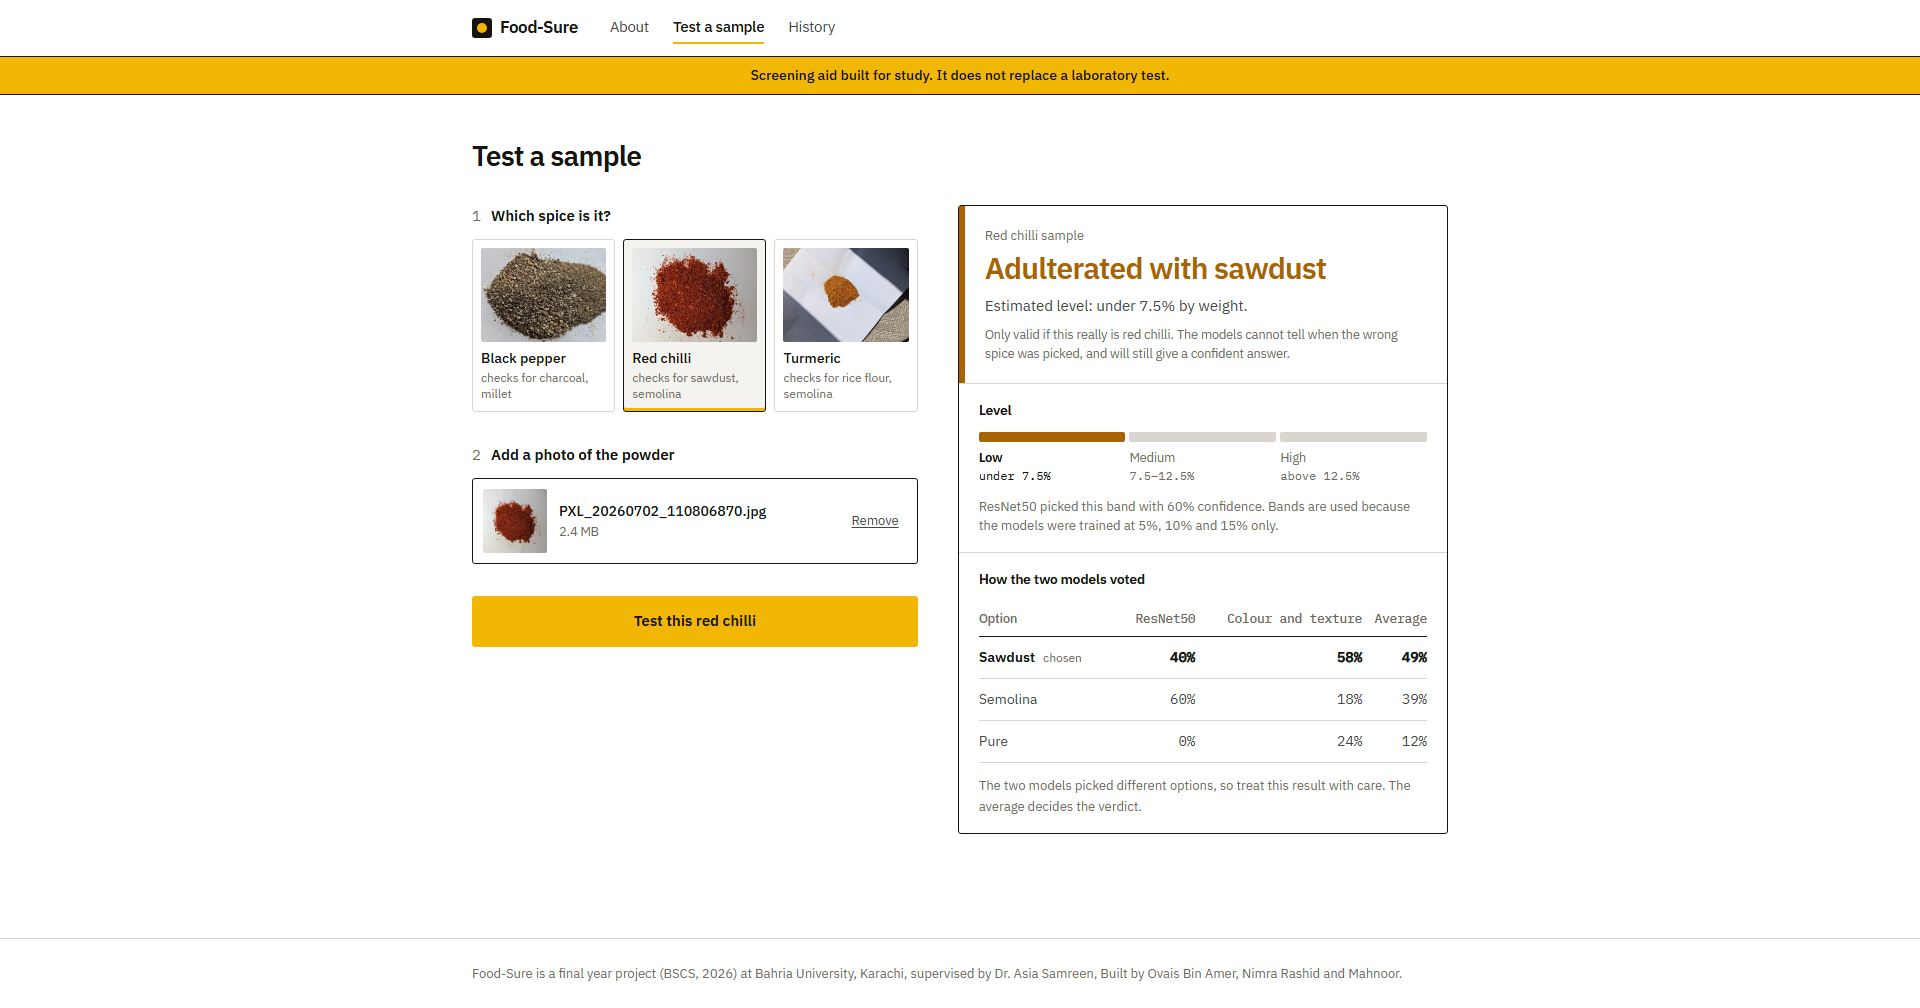 Food-Sure About Test a sample History
Screening aid built for study. It does not replace a laboratory test.
Test a sample
1 Which spice is it?
Black pepper
checks for charcoal,
millet
Red chilli
checks for sawdust,
semolina
Turmeric
checks for rice flour,
semolina
2 Add a photo of the powder
PXL_20260702_110806870.jpg
2.4 MB
Remove
Test this red chilli
Red chilli sample
Adulterated with sawdust
Estimated level: under 7.5% by weight.
Only valid if this really is red chilli. The models cannot tell when the wrong
spice was picked, and will still give a confident answer.
Level
Low Medium High
under 7.5% 7.5–12.5% above 12.5%
ResNet50 picked this band with 60% confidence. Bands are used because
the models were trained at 5%, 10% and 15% only.
How the two models voted
Option ResNet50 Colour and texture Average
Sawdust chosen 40% 58% 49%
Semolina 60% 18% 39%
Pure 0% 24% 12%
The two models picked different options, so treat this result with care. The
average decides the verdict.
Food-Sure is a final year project (BSCS, 2026) at Bahria University, Karachi, supervised by Dr. Asia Samreen, Built by Ovais Bin Amer, Nimra Rashid and Mahnoor.